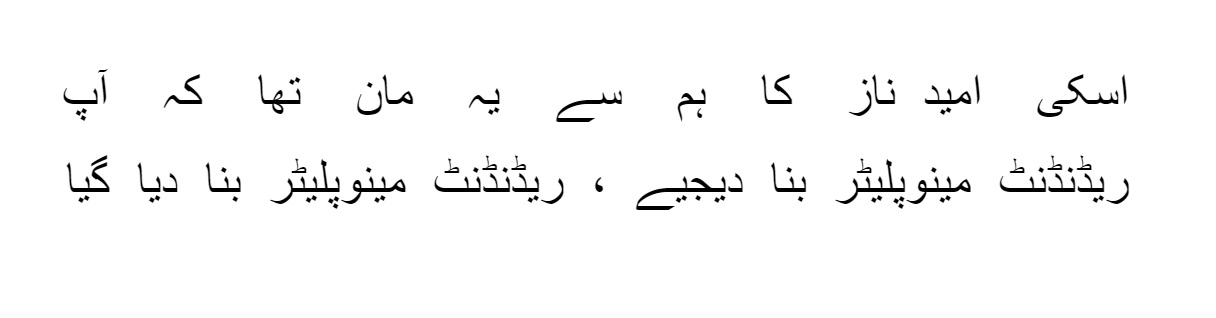 اسکی امید ناز کا ہم سے یہ مان تھا کہ آپ
ریڈنڈنٹ مینوپلیٹر بنا دیجیے ، ریڈنڈنٹ مینوپلیٹر بنا دیا گیا